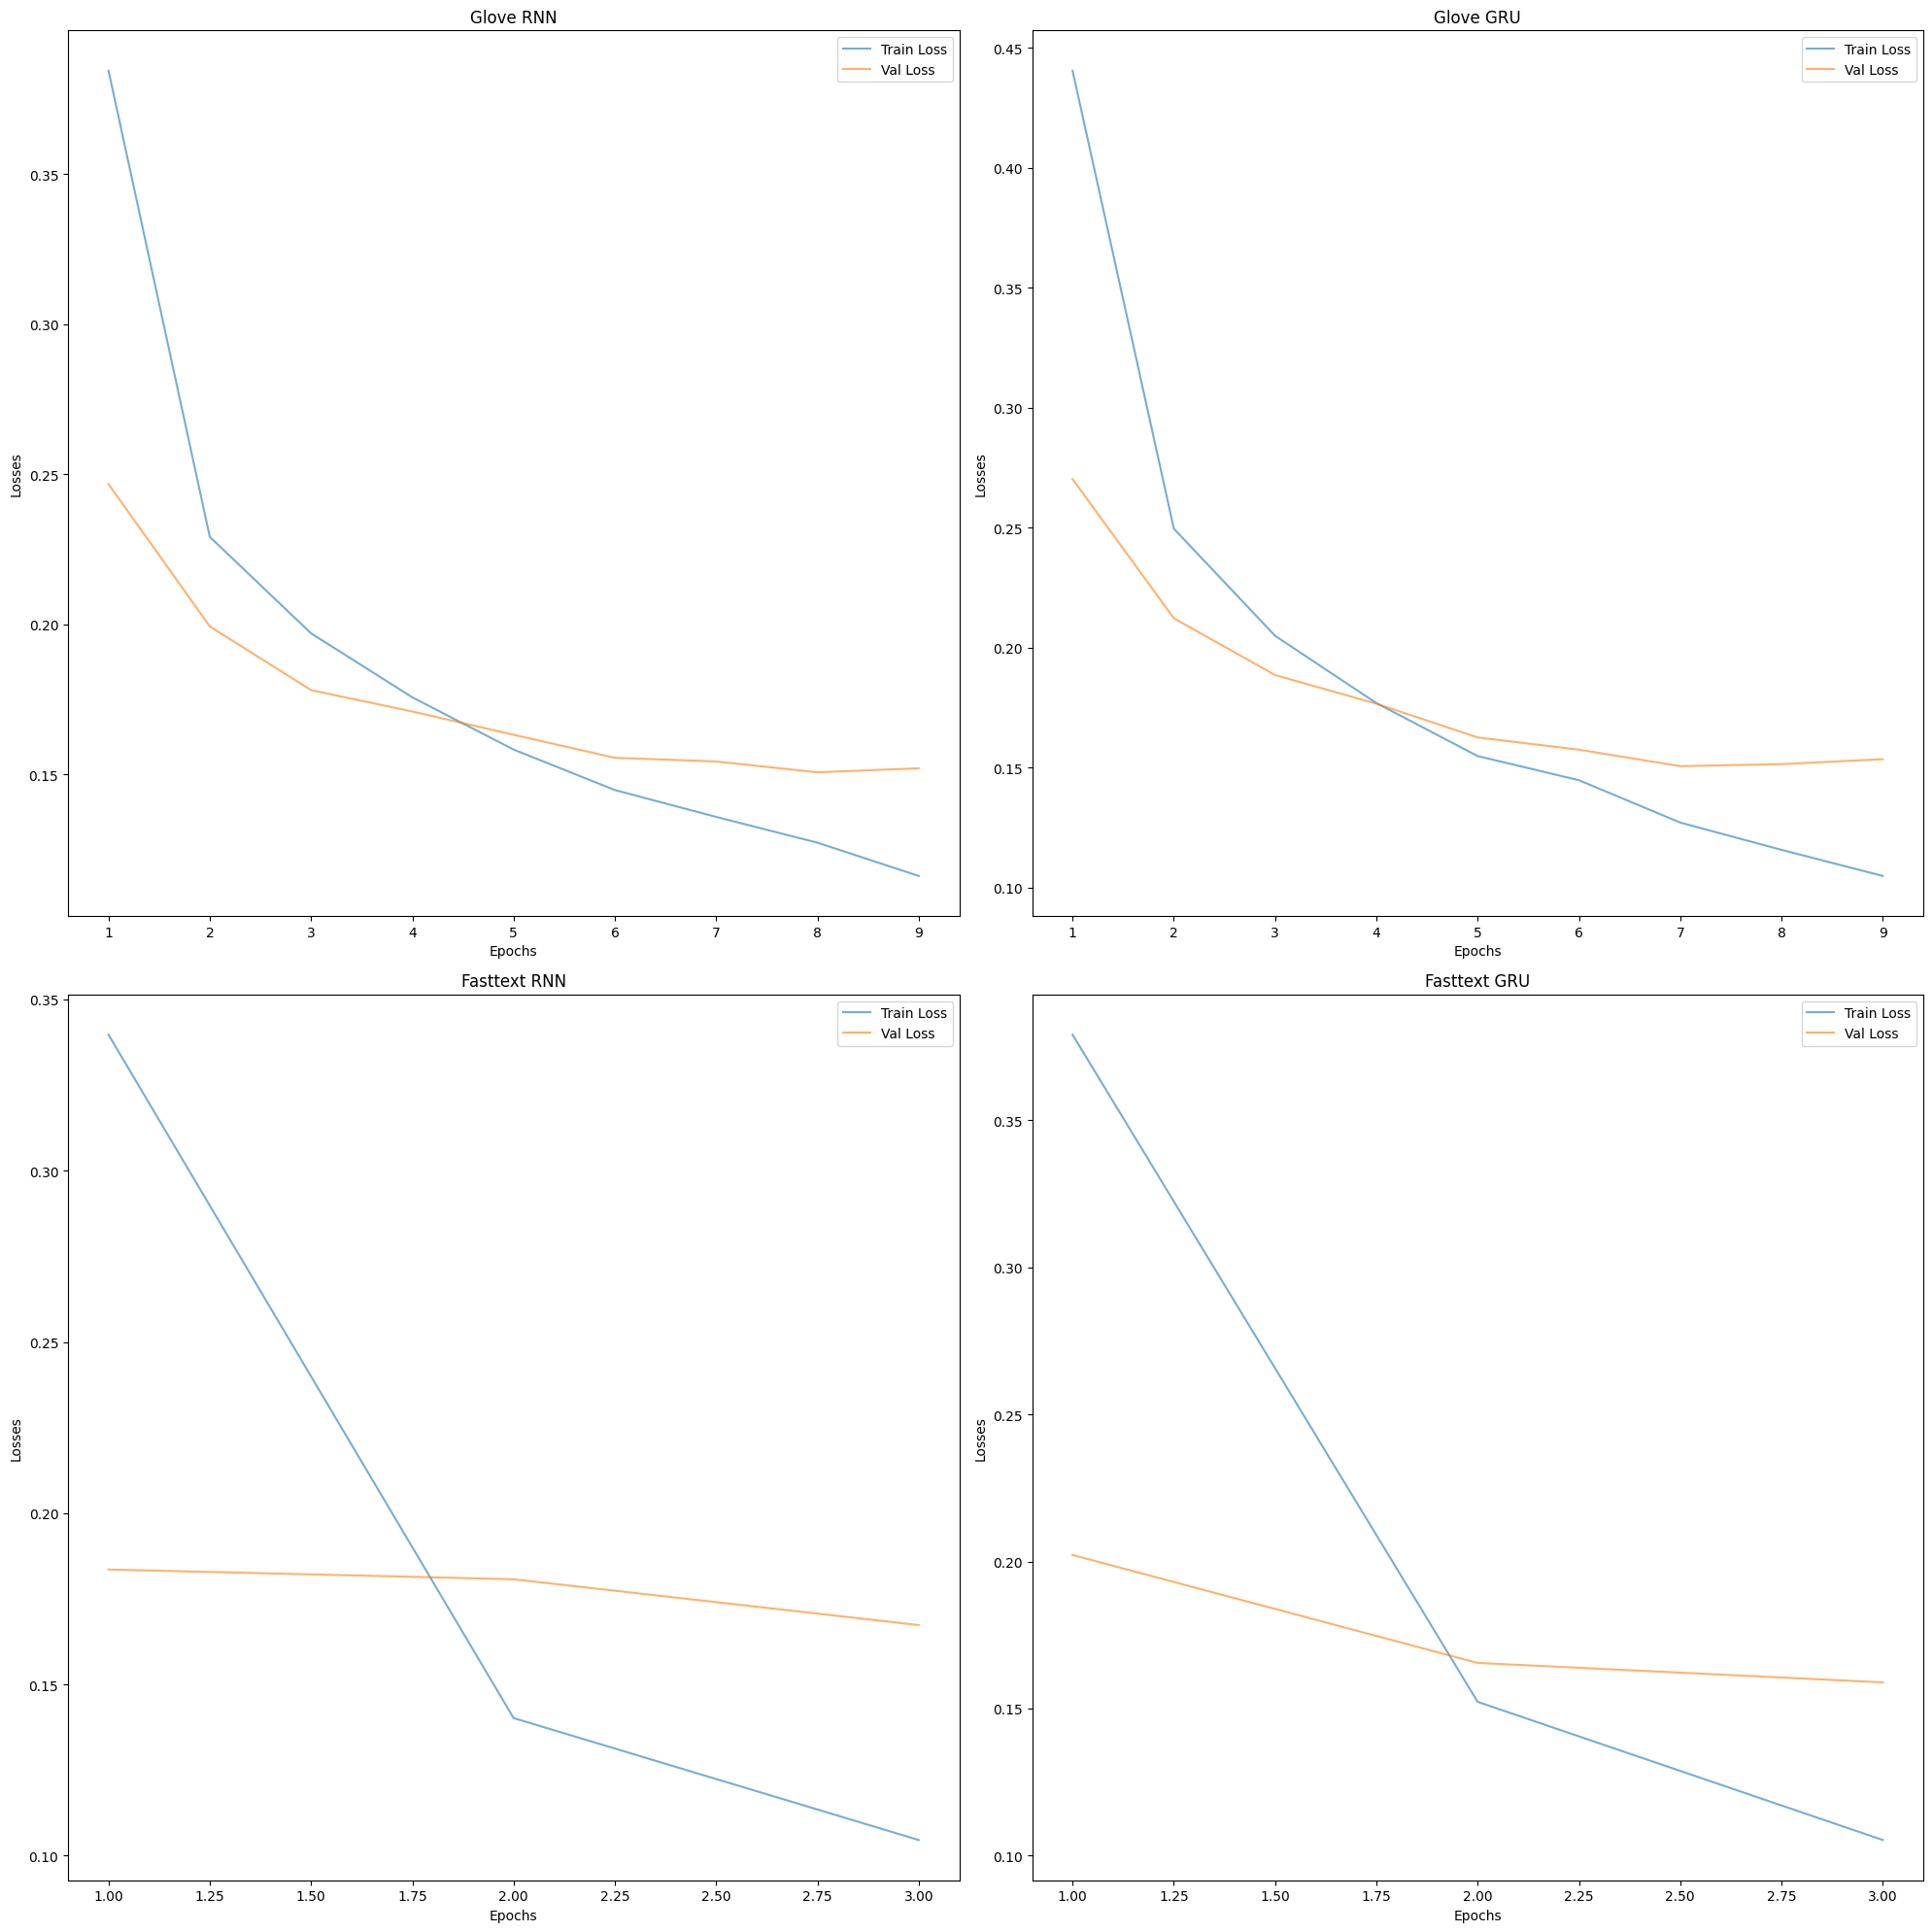 Glove RNN
Train Loss
Val Loss
0.35
0.30
0.25
0.20
0.15
Losses
1 2 3 4 5 6 7 8 9
Epochs
Glove GRU
Train Loss
Val Loss
0.45
0.40
0.35
0.30
0.25
0.20
0.15
0.10
Losses
1 2 3 4 5 6 7 8 9
Epochs
Fasttext RNN
Train Loss
Val Loss
0.35
0.30
0.25
0.20
0.15
0.10
Losses
1.00 1.25 1.50 1.75 2.00 2.25 2.50 2.75 3.00
Epochs
Fasttext GRU
Train Loss
Val Loss
0.35
0.30
0.25
0.20
0.15
0.10
Losses
1.00 1.25 1.50 1.75 2.00 2.25 2.50 2.75 3.00
Epochs